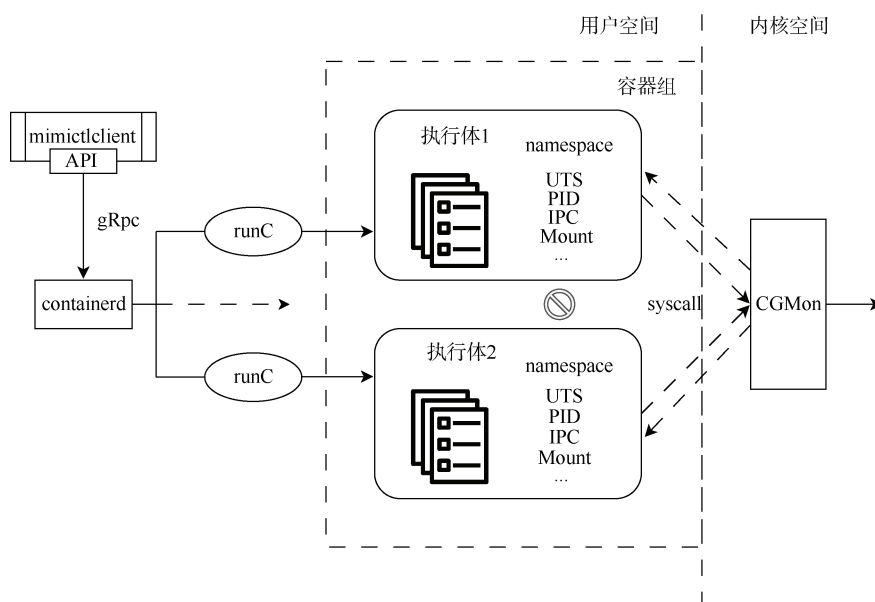 用户空间
内核空间
容器组
mimictlclient
API
gRpc
containerd
runC
runC
执行体1
namespace
UTS
PID
IPC
Mount
...
syscall
CGMon
执行体2
namespace
UTS
PID
IPC
Mount
...